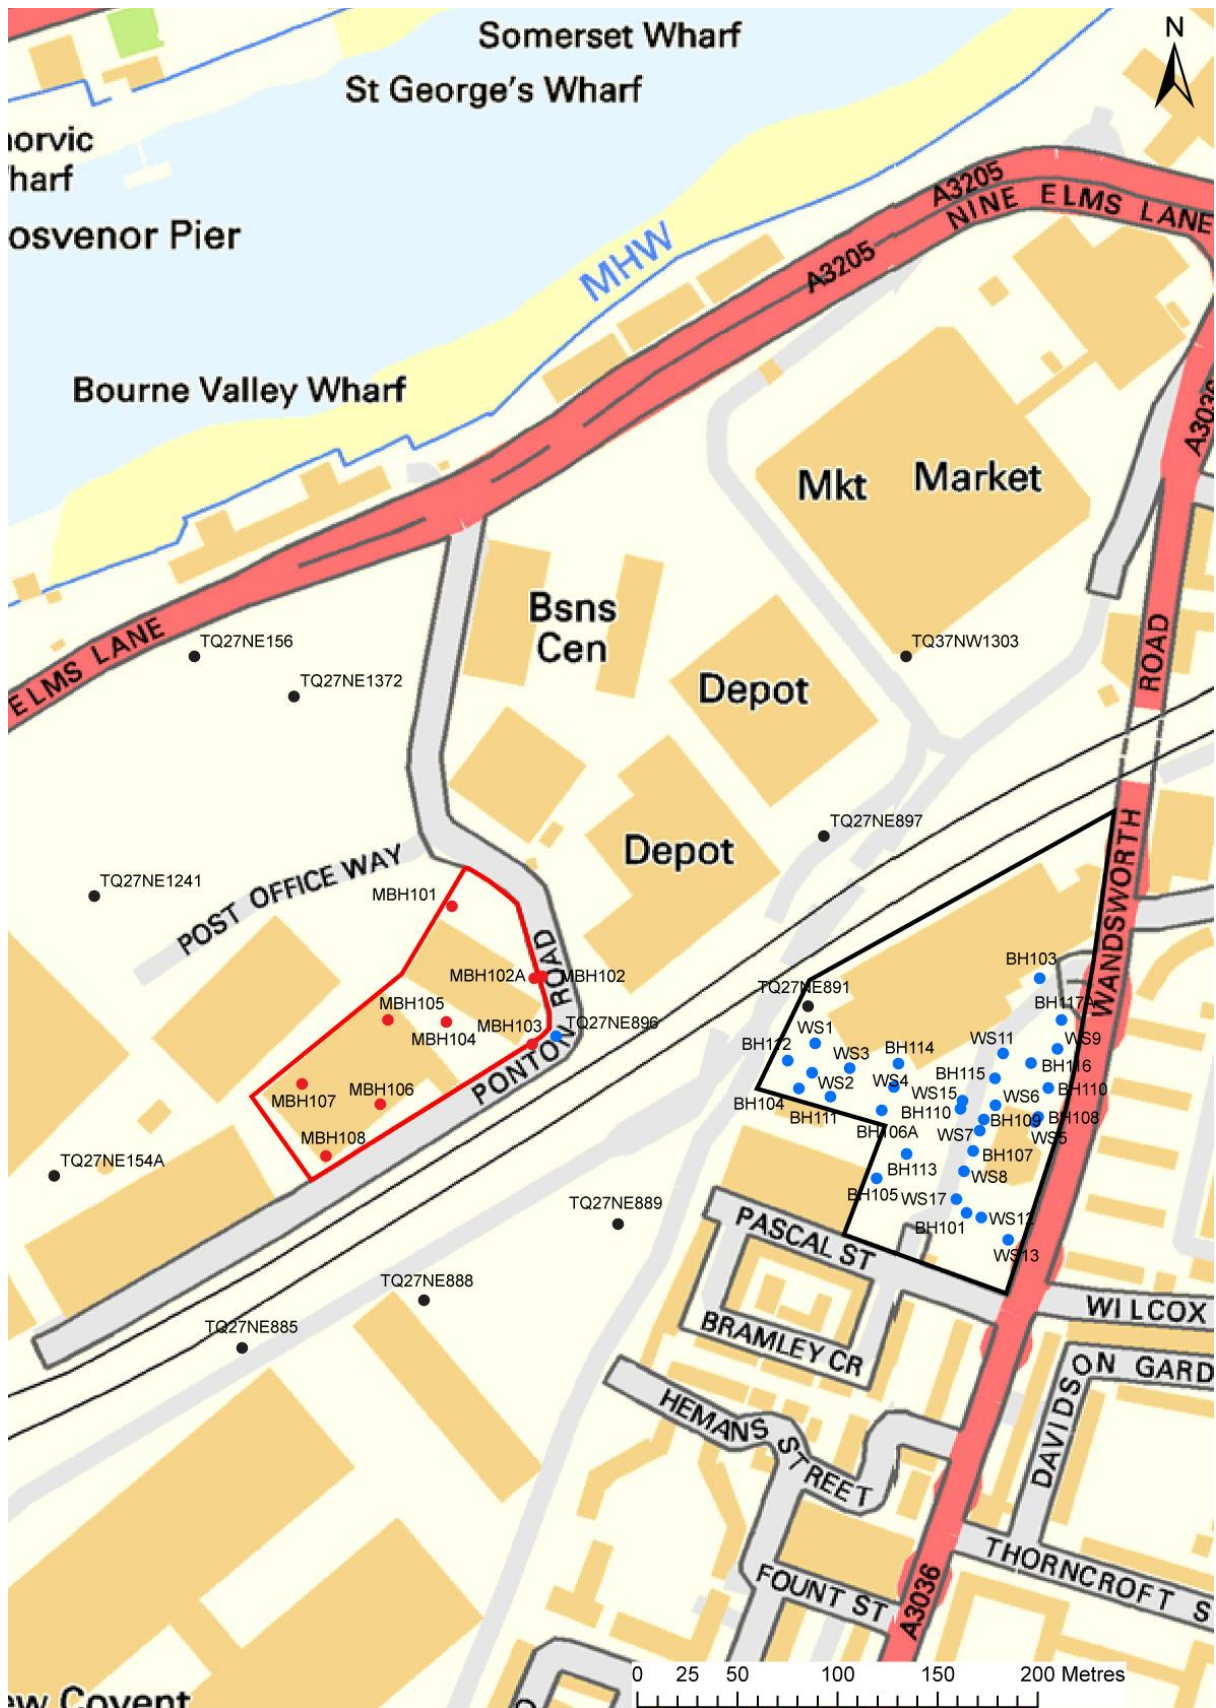 Somerset Wharf
N
St George's Wharf
norvic
harf
A3205
NINE ELMS LANE
osvenor Pier
MHW
A3205
Bourne Valley Wharf
A3036
Mkt
Market
Bsns
Cen
ELMS LANE
TQ27NE156
TQ37NW1303
ROAD
TQ27NE1372
Depot
TQ27NE897
WANDSWORTH
Depot
POST OFFICE WAY
TQ27NE1241
MBH101
ROAD
MBH102A
MBH102
BH103
TQ27NE891
MBH105
BH117A
MBH103
TQ27NE896
WS1
MBH104
BH112
WS3
BH114
WS11
WS9
BH116
BH115
PONTON
WS2
WS4
MBH107
MBH106
WS15
WS6
BH110
BH104
BH111
BH110
BH109
BH108
BH106A
WS7
WS5
MBH108
BH107
TQ27NE154A
BH113
WS8
BH105
WS17
TQ27NE889
BH101
WS12
PASCAL ST
WS13
TQ27NE888
WILCOX
TQ27NE885
BRAMLEY CR
DAVIDSON GARD
HEMANS STREET
THORNCROFT S
FOUNT ST
A3036
0 25 50 100 150 200 Metres
ew Covent